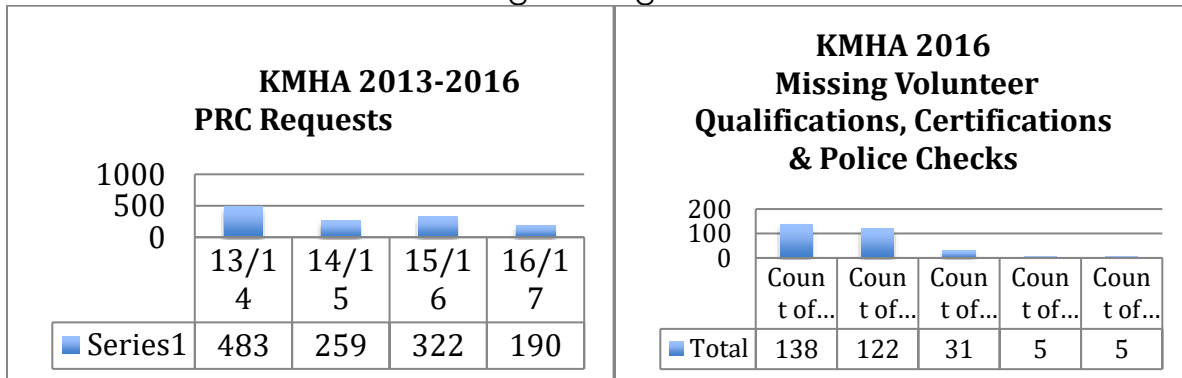 KMHA 2013-2016
PRC Requests
1000
500
0
13/1
4
14/1
5
15/1
6
16/1
7
Series1 483 259 322 190
KMHA 2016
Missing Volunteer
Qualifications, Certifications
& Police Checks
200
100
0
Coun
t of...
Coun
t of...
Coun
t of...
Coun
t of...
Coun
t of...
Total 138 122 31 5 5